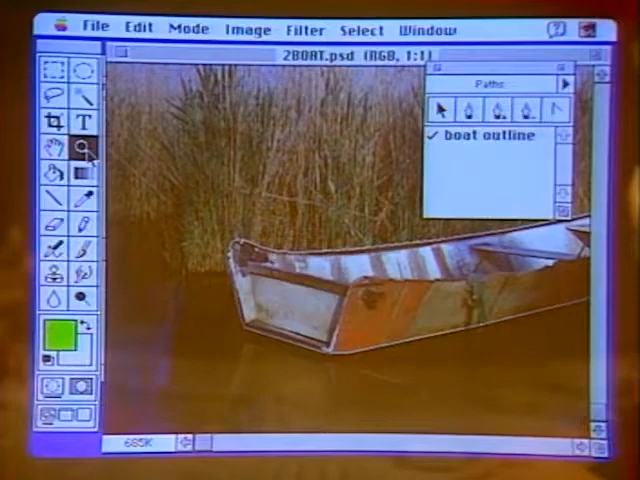 File Edit Mode Image Filter Select Window
2BOAT.psd (RGB, 1:1)
Paths
✓ boat outline
T
685K